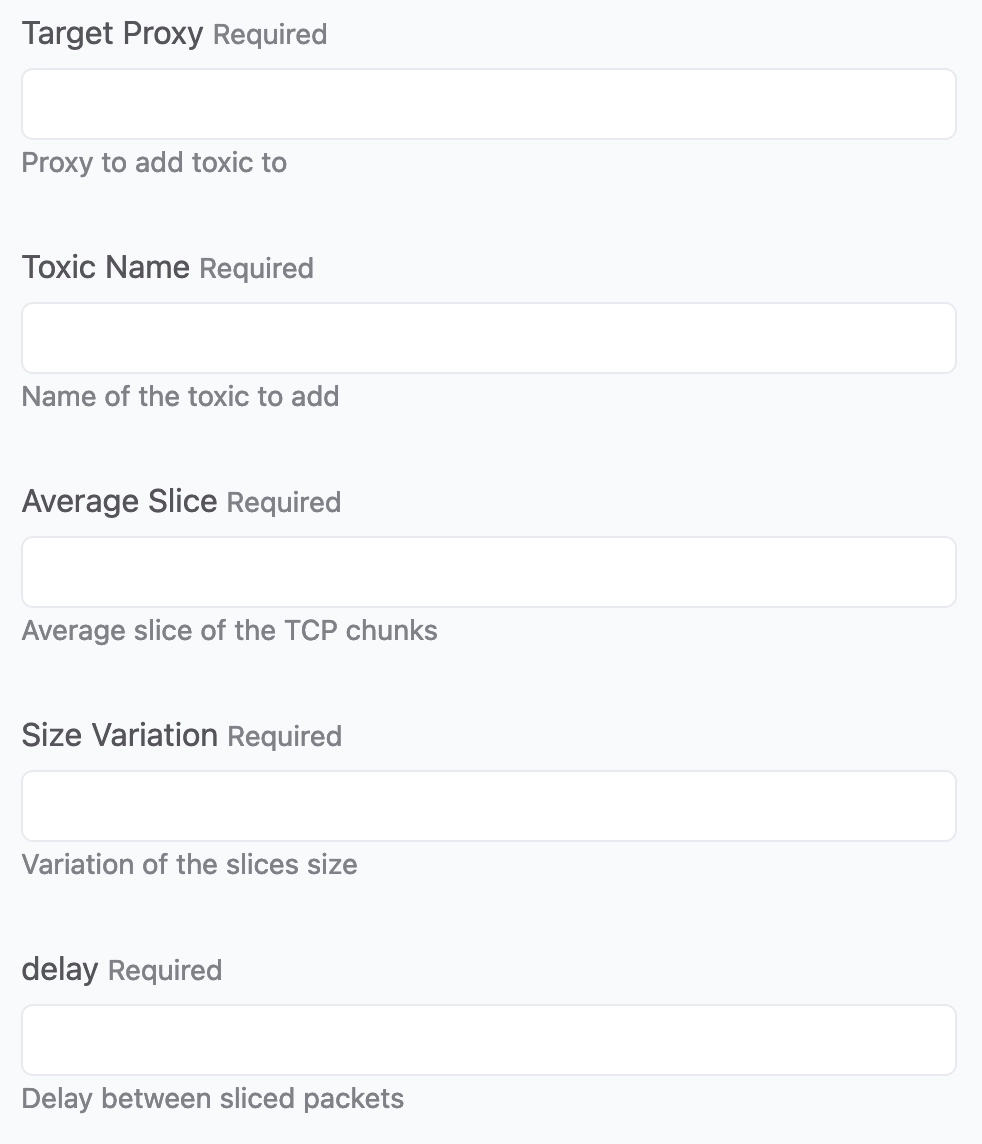 Target Proxy Required
Proxy to add toxic to
Toxic Name Required
Name of the toxic to add
Average Slice Required
Average slice of the TCP chunks
Size Variation Required
Variation of the slices size
delay Required
Delay between sliced packets